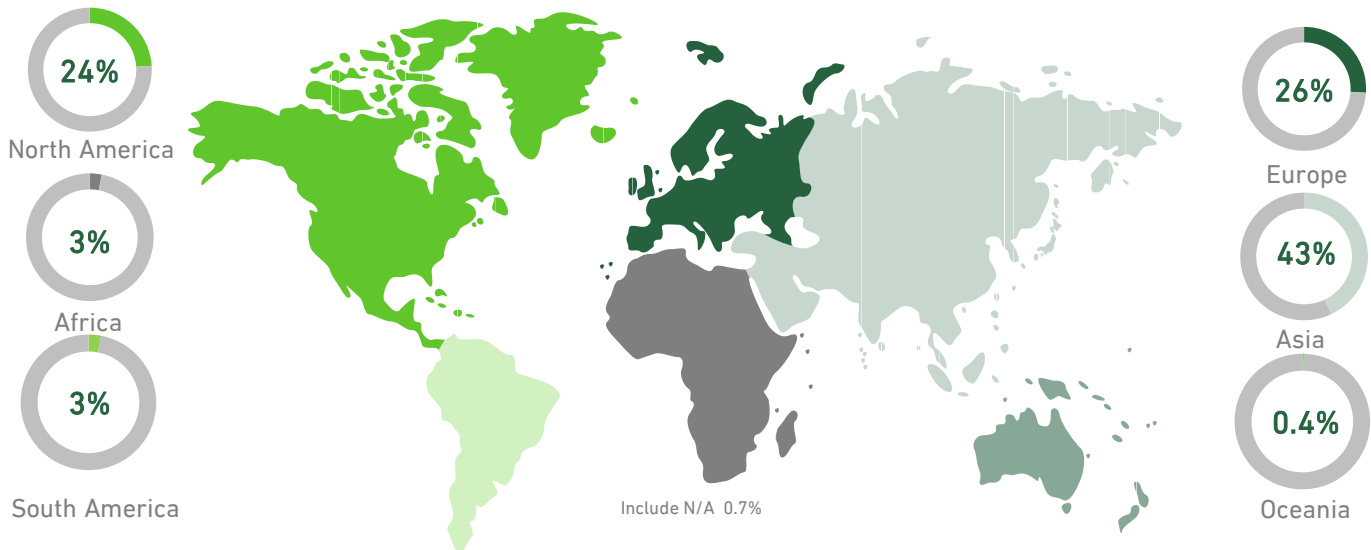 24%
North America
3%
Africa
3%
South America
26%
Europe
43%
Asia
0.4%
Oceania
Include N/A 0.7%